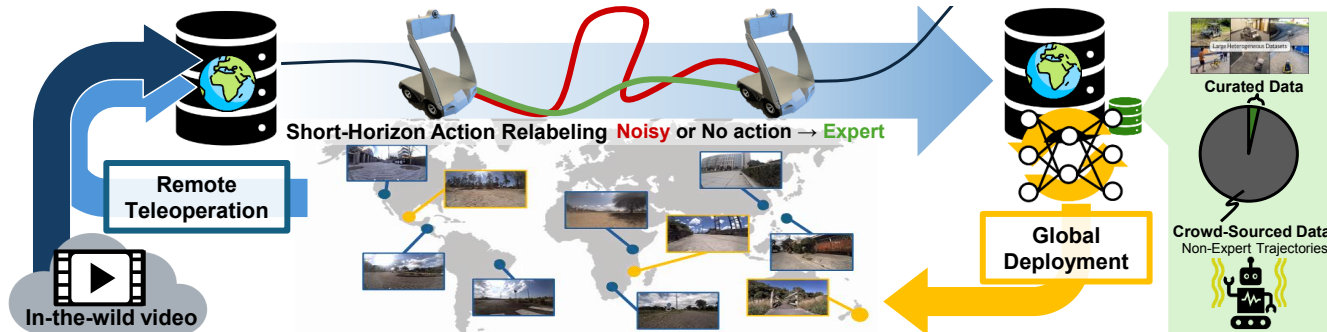 Short-Horizon Action Relabeling Noisy or No action → Expert
Remote
Teleoperation
In-the-wild video
Global
Deployment
Large Heterogeneous Datasets
Curated Data
Crowd-Sourced Data
Non-Expert Trajectories